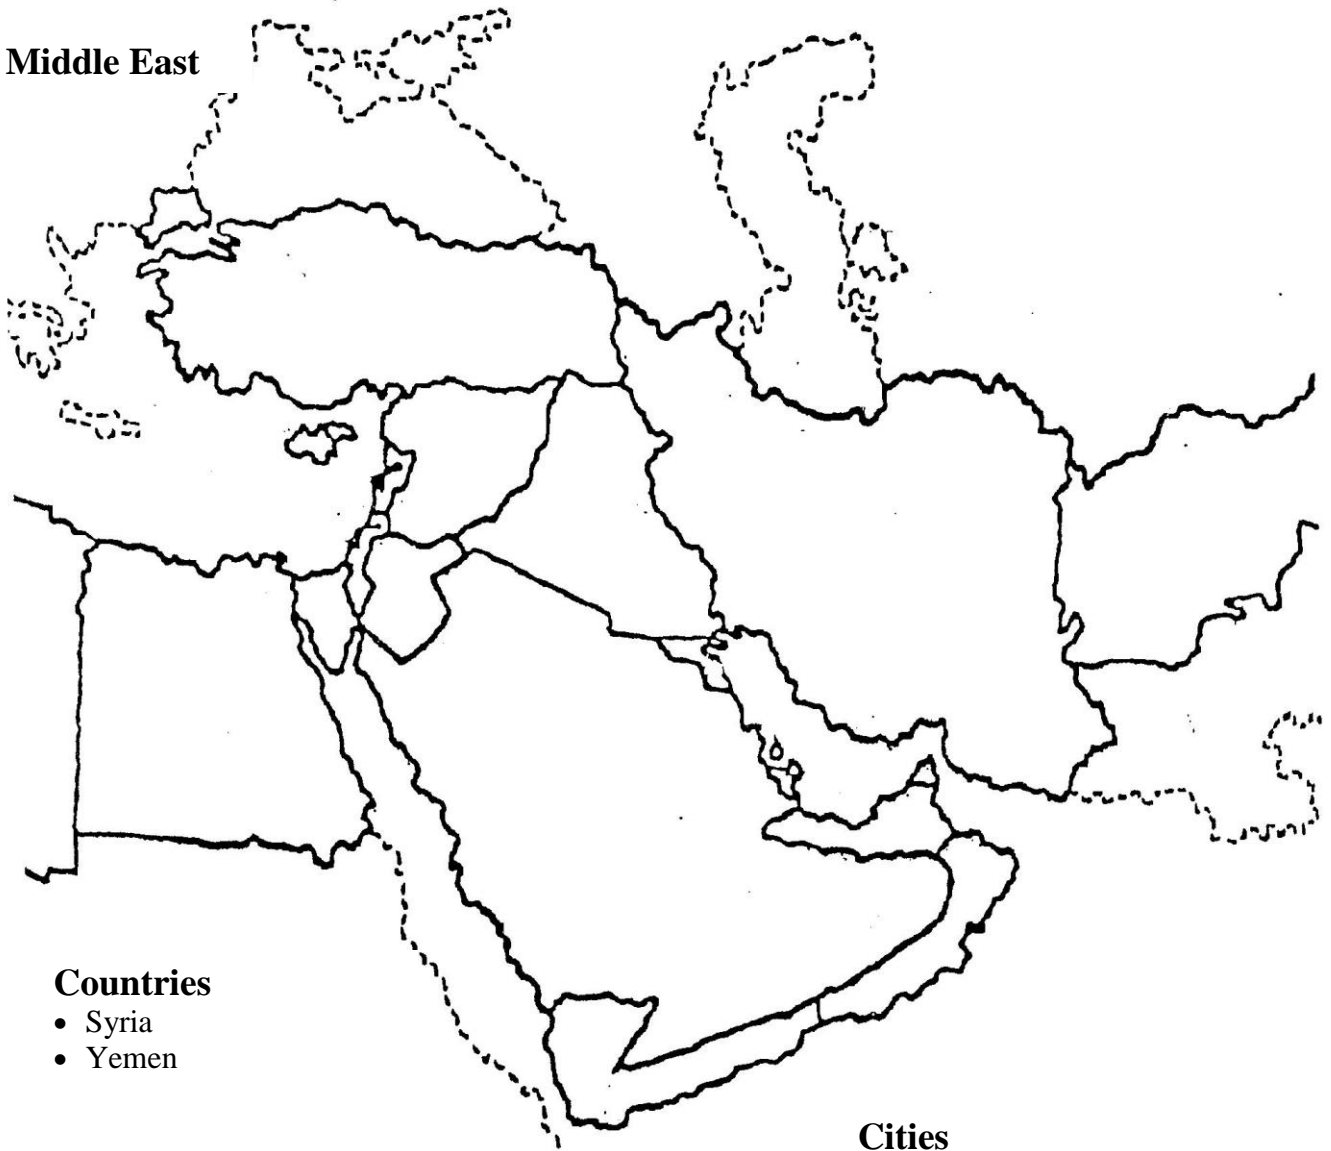 Middle East
Countries
• Syria
• Yemen
Cities